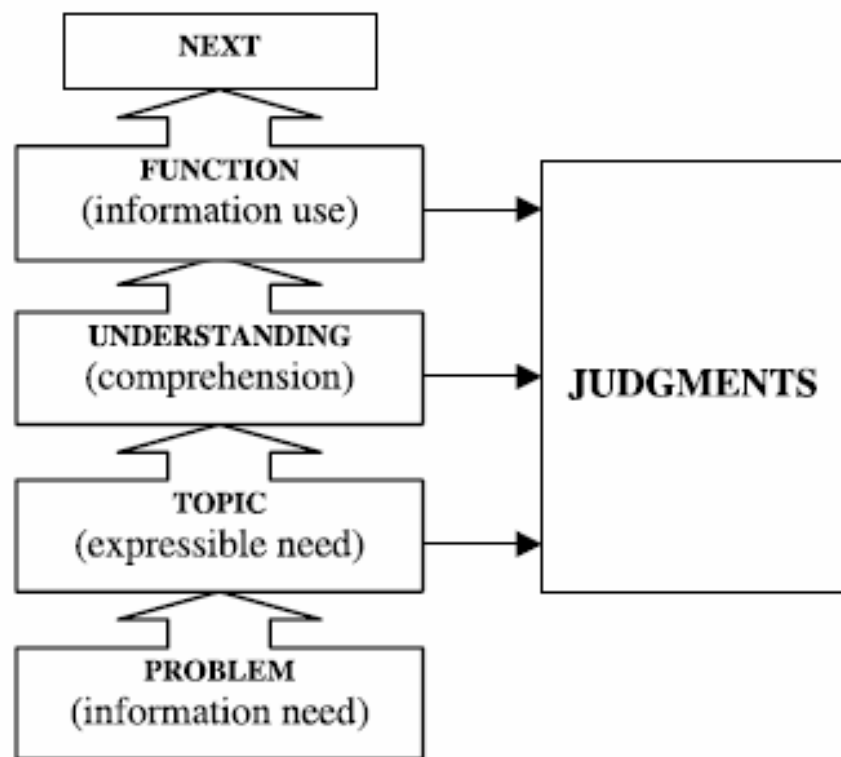 NEXT
FUNCTION
(information use)
UNDERSTANDING
(comprehension)
JUDGMENTS
TOPIC
(expressible need)
PROBLEM
(information need)